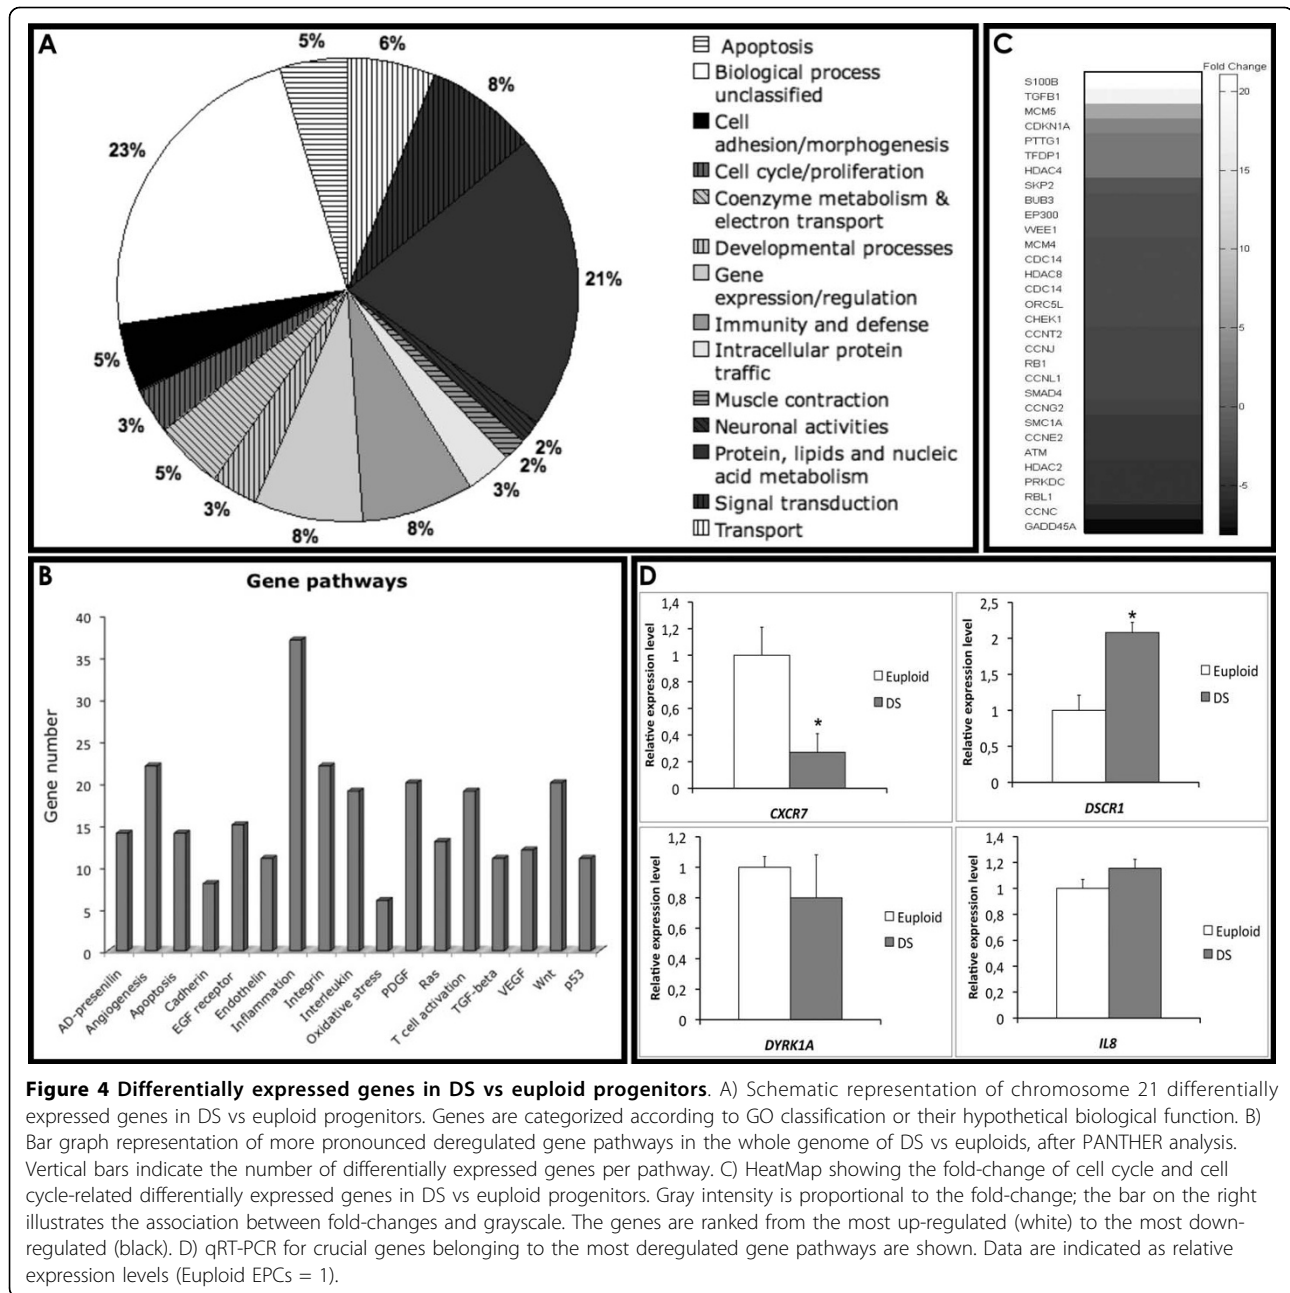 A
5%
6%
8%
23%
21%
5%
3%
5%
3%
8%
8%
3%
2%
2%
Apoptosis
Biological process
unclassified
Cell
adhesion/morphogenesis
Cell cycle/proliferation
Coenzyme metabolism &
electron transport
Developmental processes
Gene
expression/regulation
Immunity and defense
Intracellular protein
traffic
Muscle contraction
Neuronal activities
Protein, lipids and nucleic
acid metabolism
Signal transduction
Transport
C
Fold Change
S100B
TGFB1
MCM5
CDKN1A
PTTG1
TFDP1
HDAC4
SKP2
BUB3
EP300
WEE1
MCM4
CDC14
HDAC8
CDC14
ORC5L
CHEK1
CCNT2
CCNJ
RB1
CCNL1
SMAD4
CCNG2
SMC1A
CCNE2
ATM
HDAC2
PRKDC
RBL1
CCNC
GADD45A
20
15
10
5
0
-5
B
Gene pathways
Gene number
40
35
30
25
20
15
10
5
0
AD-presenilin
Angiogenesis
Apoptosis
Cadherin
EGF receptor
Endothelin
Inflammation
Integrin
Interleukin
Oxidative stress
PDGF
Ras
T cell activation
TGF-beta
VEGF
Wnt
p53
D
Relative expression level
1,4
1,2
1
0,8
0,6
0,4
0,2
0
*
Euploid
DS
CXCR7
Relative expression level
2,5
2
1,5
1
0,5
0
*
Euploid
DS
DSCR1
Relative expression level
1,2
1
0,8
0,6
0,4
0,2
0
Euploid
DS
DYRK1A
Relative expression level
1,4
1,2
1
0,8
0,6
0,4
0,2
0
Euploid
DS
IL8
Figure 4 Differentially expressed genes in DS vs euploid progenitors. A) Schematic representation of chromosome 21 differentially
expressed genes in DS vs euploid progenitors. Genes are categorized according to GO classification or their hypothetical biological function. B)
Bar graph representation of more pronounced deregulated gene pathways in the whole genome of DS vs euploids, after PANTHER analysis.
Vertical bars indicate the number of differentially expressed genes per pathway. C) HeatMap showing the fold-change of cell cycle and cell
cycle-related differentially expressed genes in DS vs euploid progenitors. Gray intensity is proportional to the fold-change; the bar on the right
illustrates the association between fold-changes and grayscale. The genes are ranked from the most up-regulated (white) to the most down-
regulated (black). D) qRT-PCR for crucial genes belonging to the most deregulated gene pathways are shown. Data are indicated as relative
expression levels (Euploid EPCs = 1).